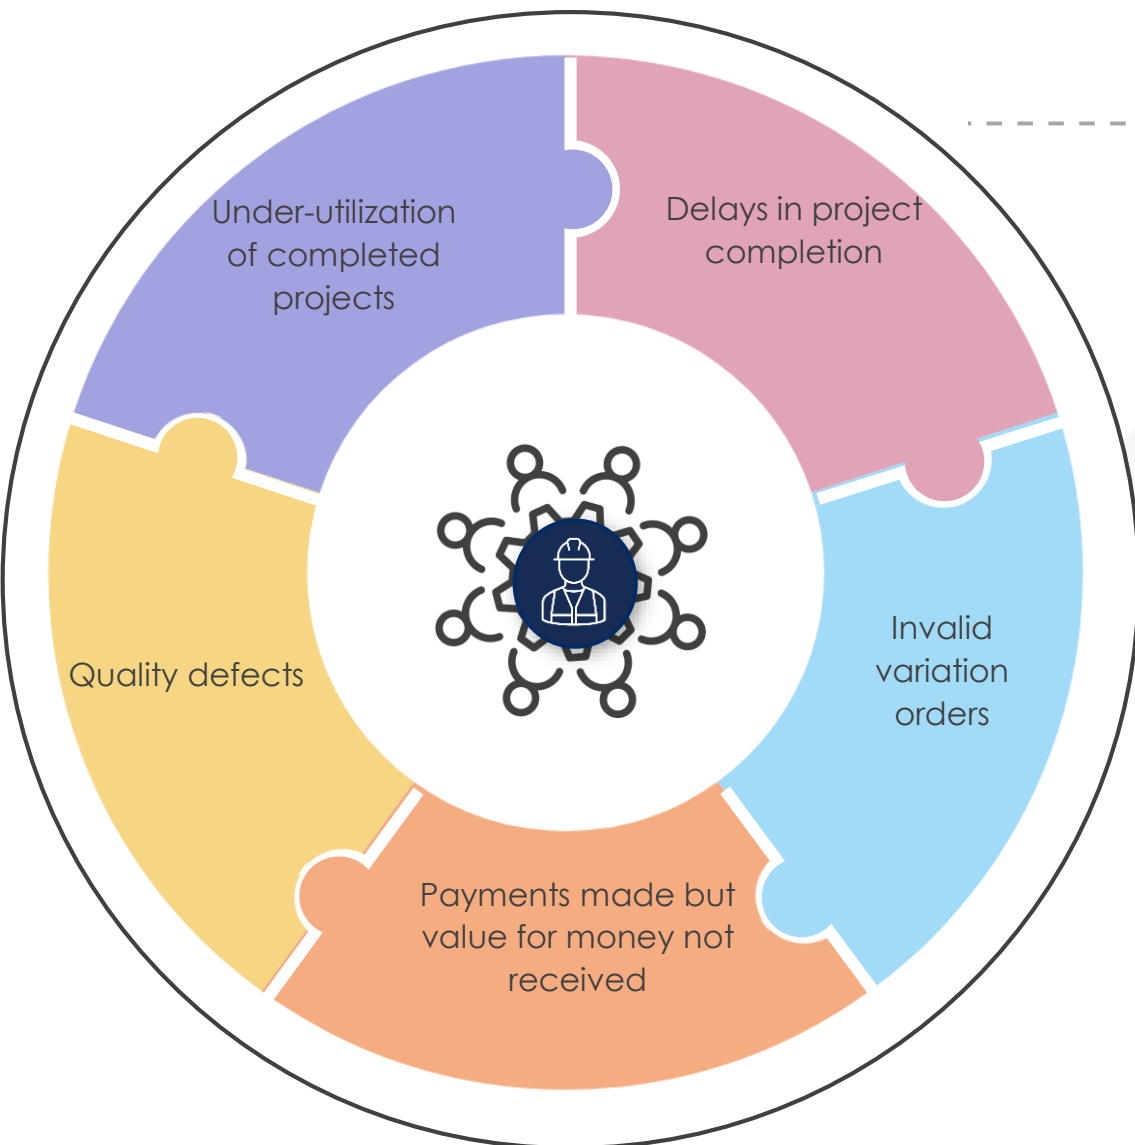 Under-utilization
of completed
projects
Delays in project
completion
Invalid
variation
orders
Payments made but
value for money not
received
Quality defects